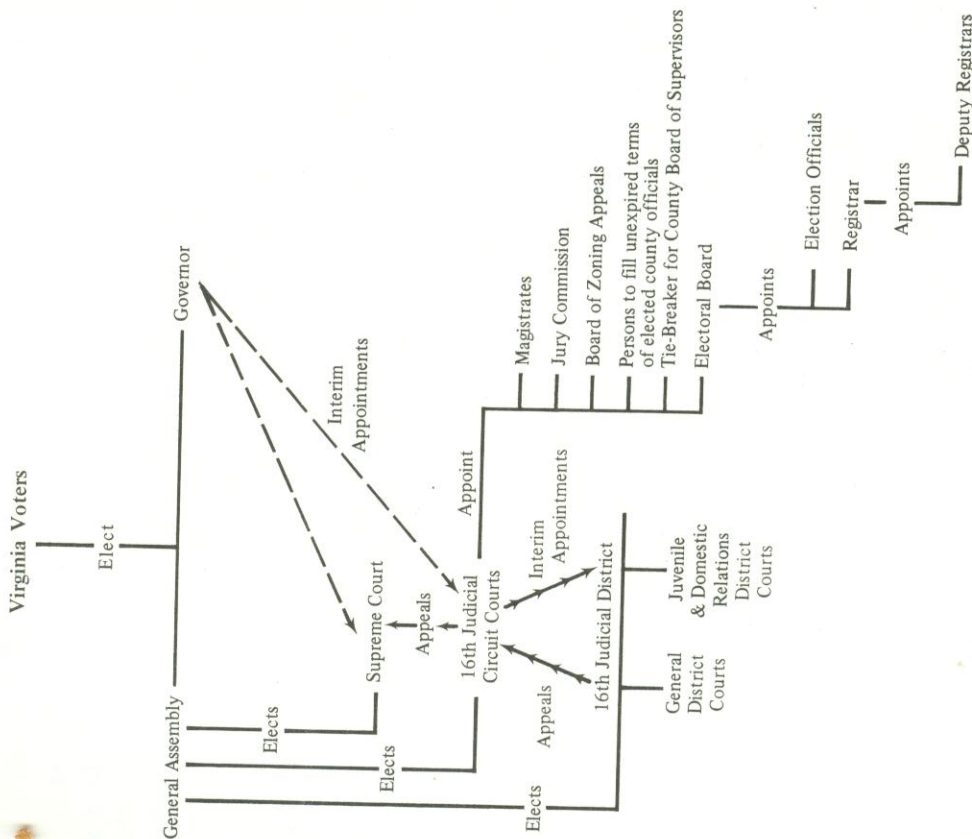 Virginia Voters
Elect
General Assembly
Governor
Elects
Elects
Elects
Interim
Appointments
Supreme Court
Appeals
16th Judicial
Circuit Courts
Appoint
Magistrates
Jury Commission
Board of Zoning Appeals
Persons to fill unexpired terms
of elected county officials
Tie-Breaker for County Board of Supervisors
Electoral Board
Appoints
Election Officials
Registrar
Appoints
Deputy Registrars
Appeals
Interim
Appointments
16th Judicial District
General
District
Courts
Juvenile
& Domestic
Relations
District
Courts